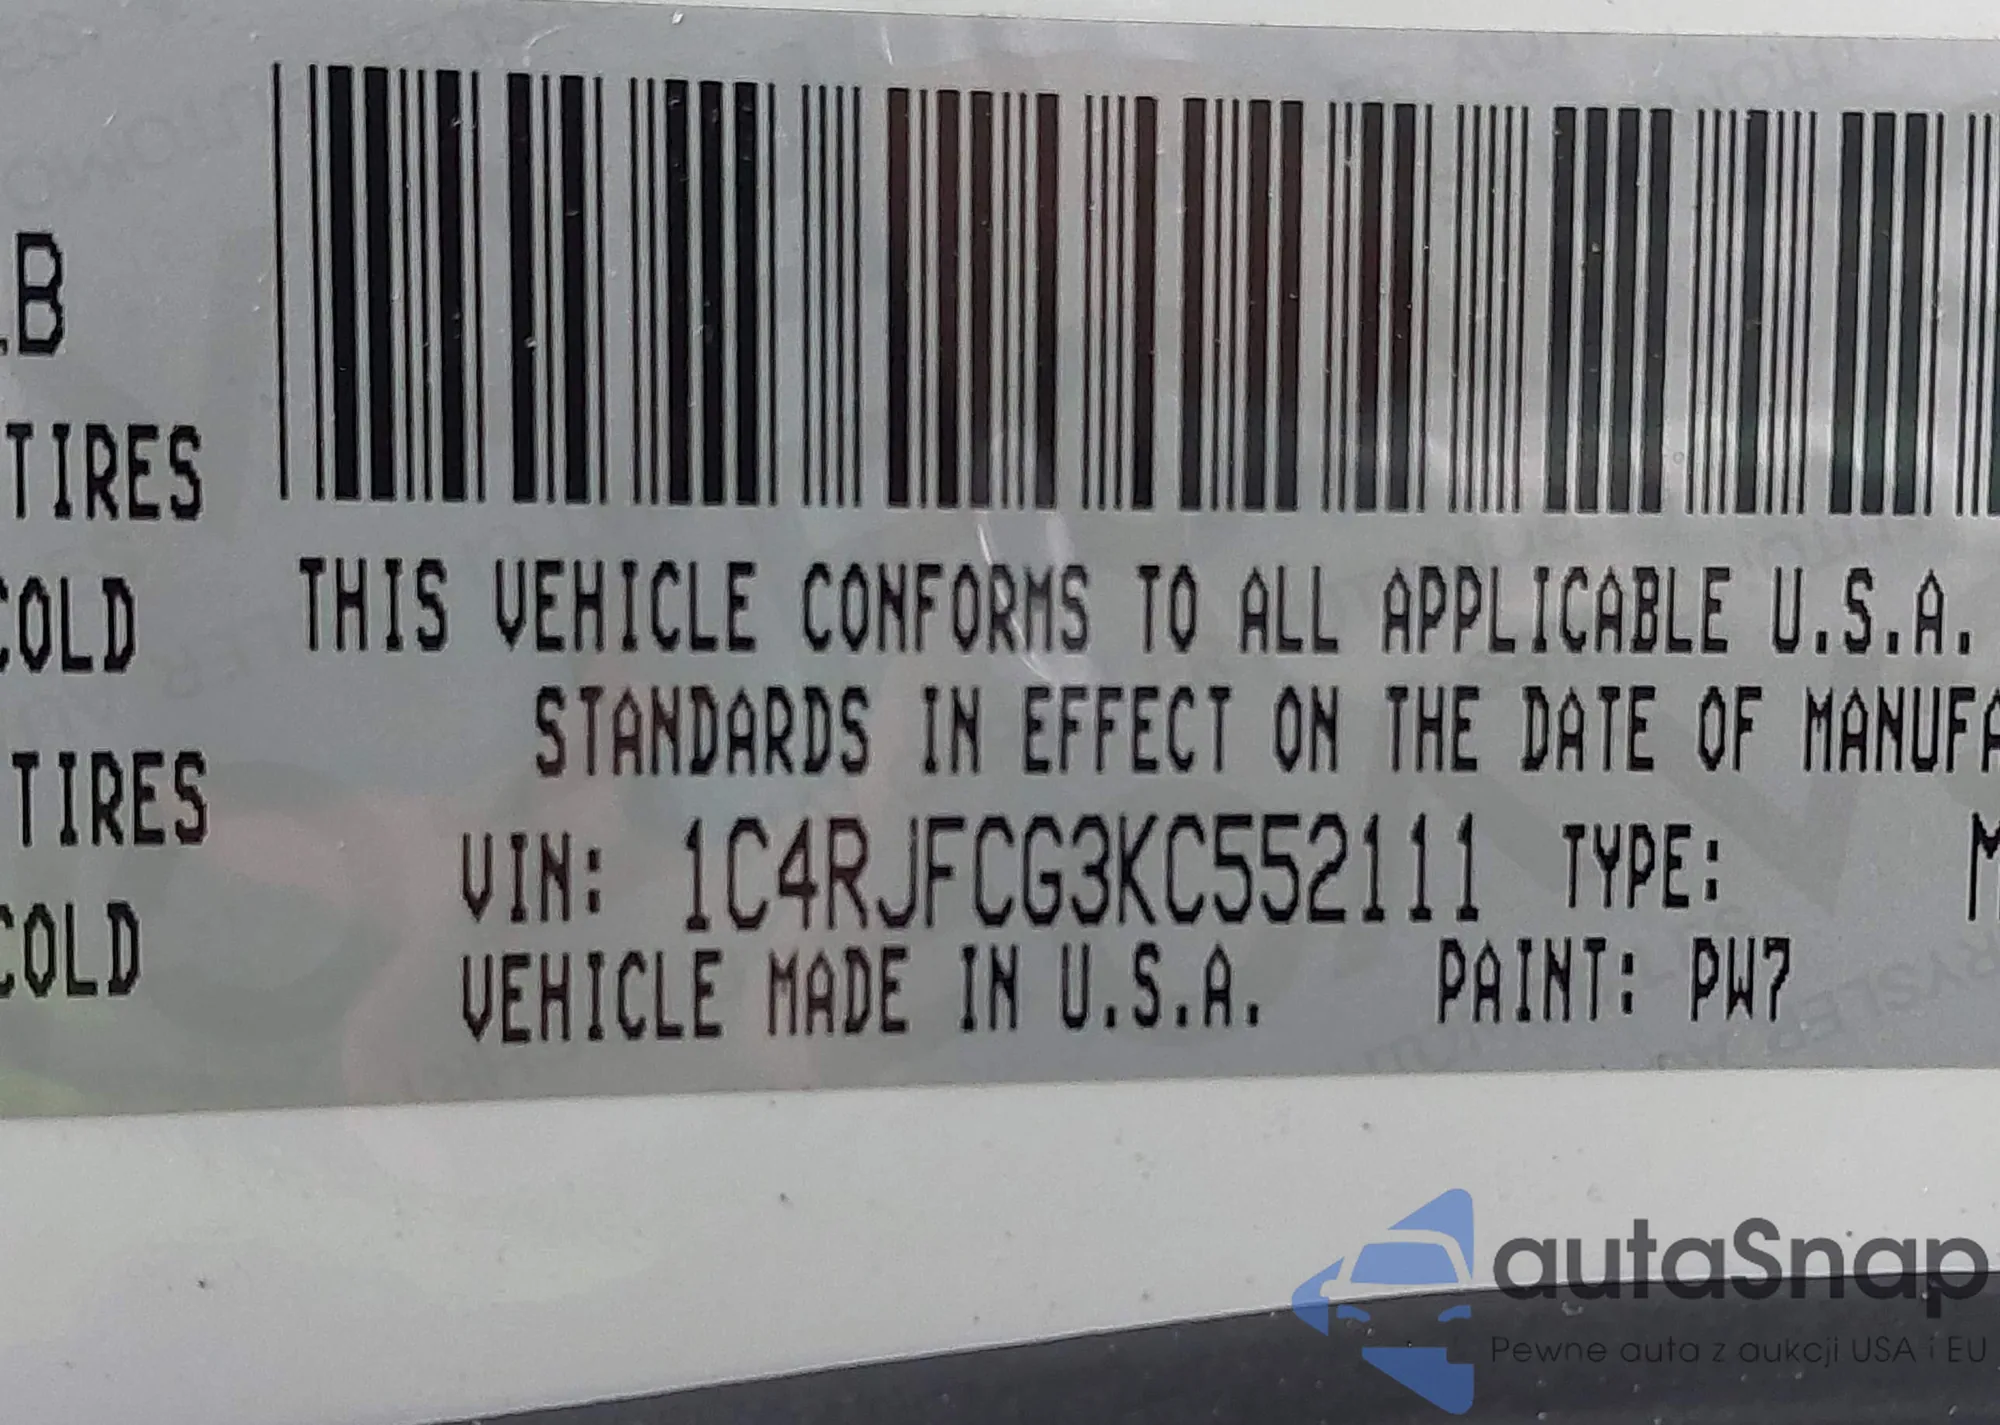 LB
TIRES
COLD
TIRES
COLD
THIS VEHICLE CONFORMS TO ALL APPLICABLE U.S.A.
STANDARDS IN EFFECT ON THE DATE OF MANUFA
VIN: 1C4RJFCG3KC552111 TYPE: M
VEHICLE MADE IN U.S.A. PAINT: PW7
autaSnap
Pewne auta z aukcji USA i EU